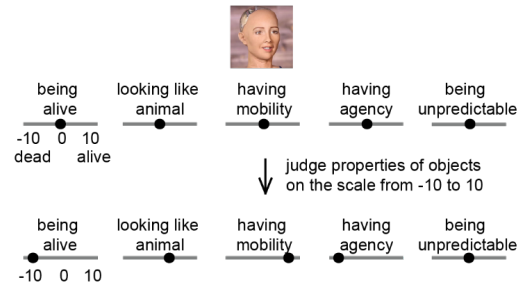 being looking like having having being
alive animal mobility agency unpredictable
-10 0 10
dead alive
judge properties of objects
on the scale from -10 to 10
being looking like having having being
alive animal mobility agency unpredictable
-10 0 10